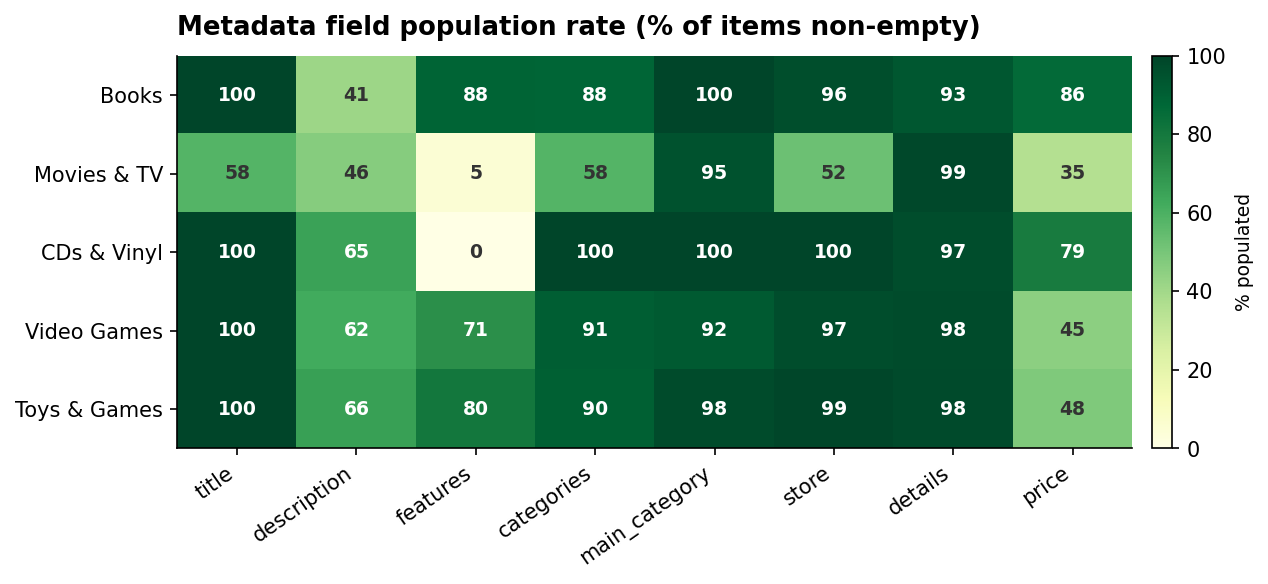 Metadata field population rate (% of items non-empty)
Books 100 41 88 88 100 96 93 86
Movies & TV 58 46 5 58 95 52 99 35
CDs & Vinyl 100 65 0 100 100 100 97 79
Video Games 100 62 71 91 92 97 98 45
Toys & Games 100 66 80 90 98 99 98 48
title description features categories main_category store details price
100
80
60
40
20
0
% populated